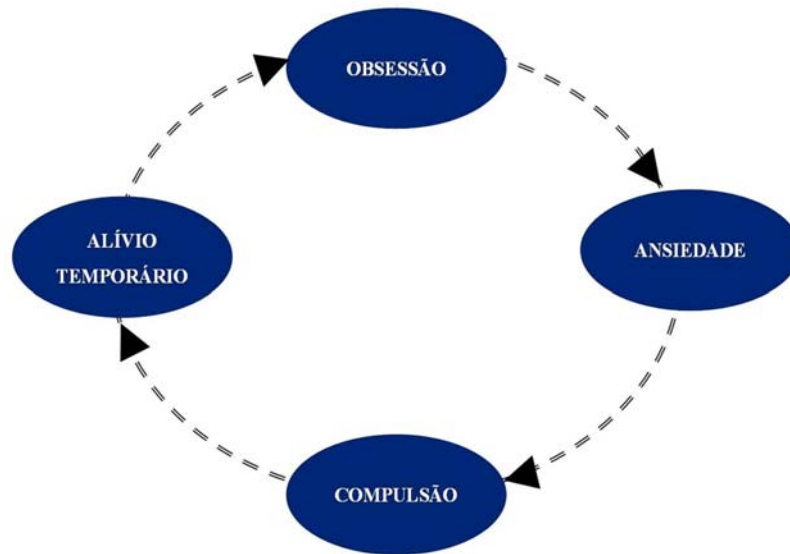 OBSESSÃO
ANSIEDADE
COMPULSÃO
ALÍVIO
TEMPORÁRIO